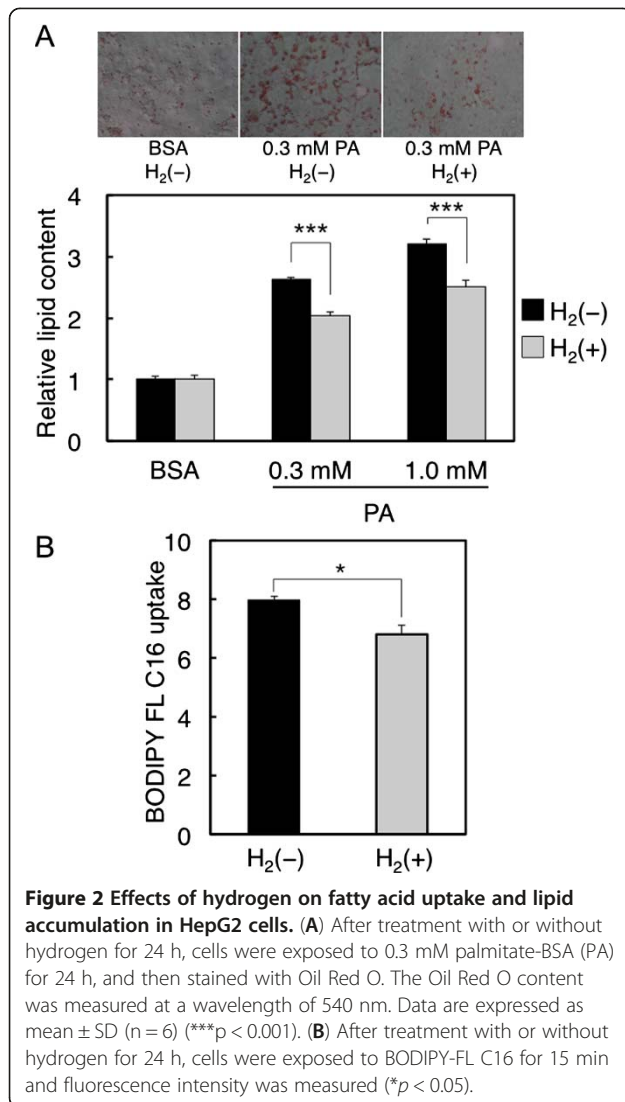 A
BSA 0.3 mM PA 0.3 mM PA
H₂(−) H₂(−) H₂(+)
4
3
2
1
0
Relative lipid content
*** ***
H₂(−)
H₂(+)
BSA 0.3 mM 1.0 mM
PA
B
10
8
6
4
2
0
BODIPY FL C16 uptake
*
H₂(−) H₂(+)
Figure 2 Effects of hydrogen on fatty acid uptake and lipid
accumulation in HepG2 cells. (A) After treatment with or without
hydrogen for 24 h, cells were exposed to 0.3 mM palmitate-BSA (PA)
for 24 h, and then stained with Oil Red O. The Oil Red O content
was measured at a wavelength of 540 nm. Data are expressed as
mean ± SD (n = 6) (***p < 0.001). (B) After treatment with or without
hydrogen for 24 h, cells were exposed to BODIPY-FL C16 for 15 min
and fluorescence intensity was measured (*p < 0.05).